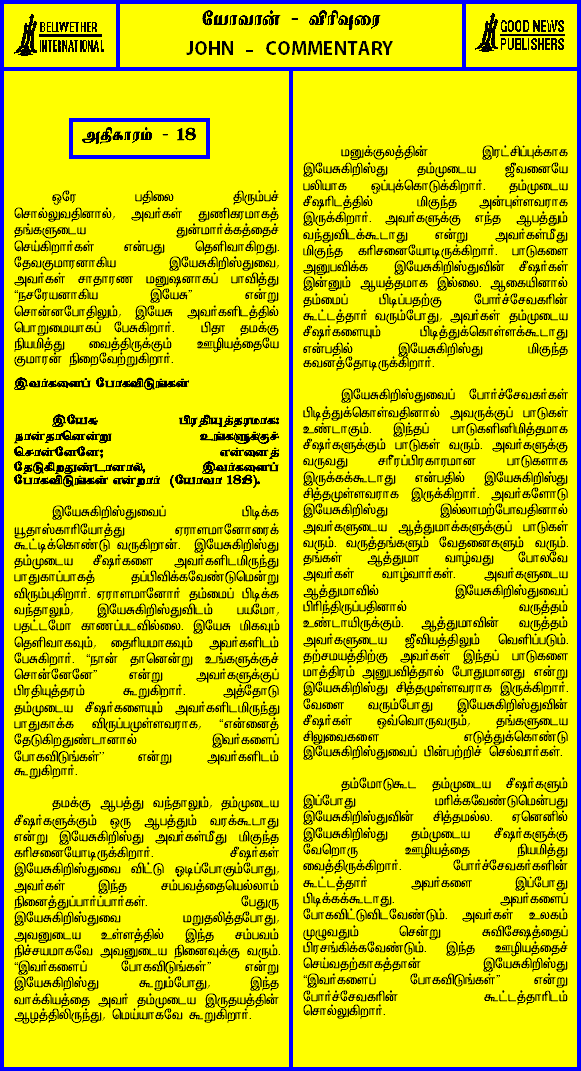 BELLWETHER
INTERNATIONAL
யோவான் - விரிவுரை
JOHN - COMMENTARY
GOOD NEWS
PUBLISHERS
அதிகாரம் - 18
ஒரே பதிலை திரும்பச்
சொல்லுவதினால், அவர்கள் துணிகரமாகத்
தங்களுடைய துன்மார்க்கத்தைச்
செய்கிறார்கள் என்பது தெளிவாகிறது.
தேவகுமாரனாகிய இயேசுகிறிஸ்துவை,
அவர்கள் சாதாரண மனுஷனாகப் பாவித்து
“நசரேயனாகிய இயேசு” என்று
சொன்னபோதிலும், இயேசு அவர்களிடத்தில்
பொறுமையாகப் பேசுகிறார். பிதா தமக்கு
நியமித்து வைத்திருக்கும் ஊழியத்தையே
குமாரன் நிறைவேற்றுகிறார்.
இவர்களைப் போகவிடுங்கள்
இயேசு பிரதியுத்தரமாக:
நான்தானென்று உங்களுக்குச்
சொன்னேனே; என்னைத்
தேடுகிறதுண்டானால், இவர்களைப்
போகவிடுங்கள் என்றார் (யோவா 18:8).
இயேசுகிறிஸ்துவைப் பிடிக்க
யூதாஸ்காரியோத்து ஏராளமானோரைக்
கூட்டிக்கொண்டு வருகிறான். இயேசுகிறிஸ்து
தம்முடைய சீஷர்களை அவர்களிடமிருந்து
பாதுகாப்பாகத் தப்பிவிக்கவேண்டுமென்று
விரும்புகிறார். ஏராளமானோர் தம்மைப் பிடிக்க
வந்தாலும், இயேசுகிறிஸ்துவிடம் பயமோ,
பதட்டமோ காணப்படவில்லை. இயேசு மிகவும்
தெளிவாகவும், தைரியமாகவும் அவர்களிடம்
பேசுகிறார். “நான் தானென்று உங்களுக்குச்
சொன்னேனே” என்று அவர்களுக்குப்
பிரதியுத்தரம் கூறுகிறார். அத்தோடு
தம்முடைய சீஷர்களையும் அவர்களிடமிருந்து
பாதுகாக்க விருப்பமுள்ளவராக, “என்னைத்
தேடுகிறதுண்டானால் இவர்களைப்
போகவிடுங்கள்” என்று அவர்களிடம்
கூறுகிறார்.
தமக்கு ஆபத்து வந்தாலும், தம்முடைய
சீஷர்களுக்கும் ஒரு ஆபத்தும் வரக்கூடாது
என்று இயேசுகிறிஸ்து அவர்கள்மீது மிகுந்த
கரிசனையோடிருக்கிறார். சீஷர்கள்
இயேசுகிறிஸ்துவை விட்டு ஓடிப்போகும்போது,
அவர்கள் இந்த சம்பவத்தையெல்லாம்
நினைத்துப்பார்ப்பார்கள். பேதுரு
இயேசுகிறிஸ்துவை மறுதலித்தபோது,
அவனுடைய உள்ளத்தில் இந்த சம்பவம்
நிச்சயமாகவே அவனுடைய நினைவுக்கு வரும்.
“இவர்களைப் போகவிடுங்கள்” என்று
இயேசுகிறிஸ்து கூறும்போது, இந்த
வாக்கியத்தை அவர் தம்முடைய இருதயத்தின்
ஆழத்திலிருந்து, மெய்யாகவே கூறுகிறார்.
மனுக்குலத்தின் இரட்சிப்புக்காக
இயேசுகிறிஸ்து தம்முடைய ஜீவனையே
பலியாக ஒப்புக்கொடுக்கிறார். தம்முடைய
சீஷரிடத்தில் மிகுந்த அன்புள்ளவராக
இருக்கிறார். அவர்களுக்கு எந்த ஆபத்தும்
வந்துவிடக்கூடாது என்று அவர்கள்மீது
மிகுந்த கரிசனையோடிருக்கிறார். பாடுகளை
அனுபவிக்க இயேசுகிறிஸ்துவின் சீஷர்கள்
இன்னும் ஆயத்தமாக இல்லை. ஆகையினால்
தம்மைப் பிடிப்பதற்கு போர்ச்சேவகரின்
கூட்டத்தார் வரும்போது, அவர்கள் தம்முடைய
சீஷர்களையும் பிடித்துக்கொள்ளக்கூடாது
என்பதில் இயேசுகிறிஸ்து மிகுந்த
கவனத்தோடிருக்கிறார்.
இயேசுகிறிஸ்துவைப் போர்ச்சேவர்கள்
பிடித்துக்கொள்வதினால் அவருக்குப் பாடுகள்
உண்டாகும். இந்தப் பாடுகளினிமித்தமாக
சீஷர்களுக்கும் பாடுகள் வரும். அவர்களுக்கு
வருவது சரீரப்பிரகாரமான பாடுகளாக
இருக்கக்கூடாது என்பதில் இயேசுகிறிஸ்து
சித்தமுள்ளவராக இருக்கிறார். அவர்களோடு
இயேசுகிறிஸ்து இல்லாமற்போவதினால்
அவர்களுடைய ஆத்துமாக்களுக்குப் பாடுகள்
வரும். வருத்தங்களும் வேதனைகளும் வரும்.
தங்கள் ஆத்துமா வாழ்வது போலவே
அவர்கள் வாழ்வார்கள். அவர்களுடைய
ஆத்துமாவில் இயேசுகிறிஸ்துவைப்
பிரிந்திருப்பதினால் வருத்தம்
உண்டாயிருக்கும். ஆத்துமாவின் வருத்தம்
அவர்களுடைய ஜீவியத்திலும் வெளிப்படும்.
தற்சமயத்திற்கு அவர்கள் இந்தப் பாடுகளை
மாத்திரம் அனுபவித்தால் போதுமானது என்று
இயேசுகிறிஸ்து சித்தமுள்ளவராக இருக்கிறார்.
வேளை வரும்போது இயேசுகிறிஸ்துவின்
சீஷர்கள் ஒவ்வொருவரும், தங்களுடைய
சிலுவைகளை எடுத்துக்கொண்டு
இயேசுகிறிஸ்துவைப் பின்பற்றிச் செல்வார்கள்.
தம்மோடுகூட தம்முடைய சீஷர்களும்
இப்போது மரிக்கவேண்டுமென்பது
இயேசுகிறிஸ்துவின் சித்தமல்ல. ஏனெனில்
இயேசுகிறிஸ்து தம்முடைய சீஷர்களுக்கு
வேறொரு ஊழியத்தை நியமித்து
வைத்திருக்கிறார். போர்ச்சேவகர்களின்
கூட்டத்தார் அவர்களை இப்போது
பிடிக்கக்கூடாது. அவர்களைப்
போகவிட்டுவிடவேண்டும். அவர்கள் உலகம்
முழுவதும் சென்று சுவிசேஷத்தைப்
பிரசங்கிக்கவேண்டும். இந்த ஊழியத்தைச்
செய்வதற்காகத்தான் இயேசுகிறிஸ்து
“இவர்களைப் போகவிடுங்கள்” என்று
போர்ச்சேவகரின் கூட்டத்தாரிடம்
சொல்லுகிறார்.